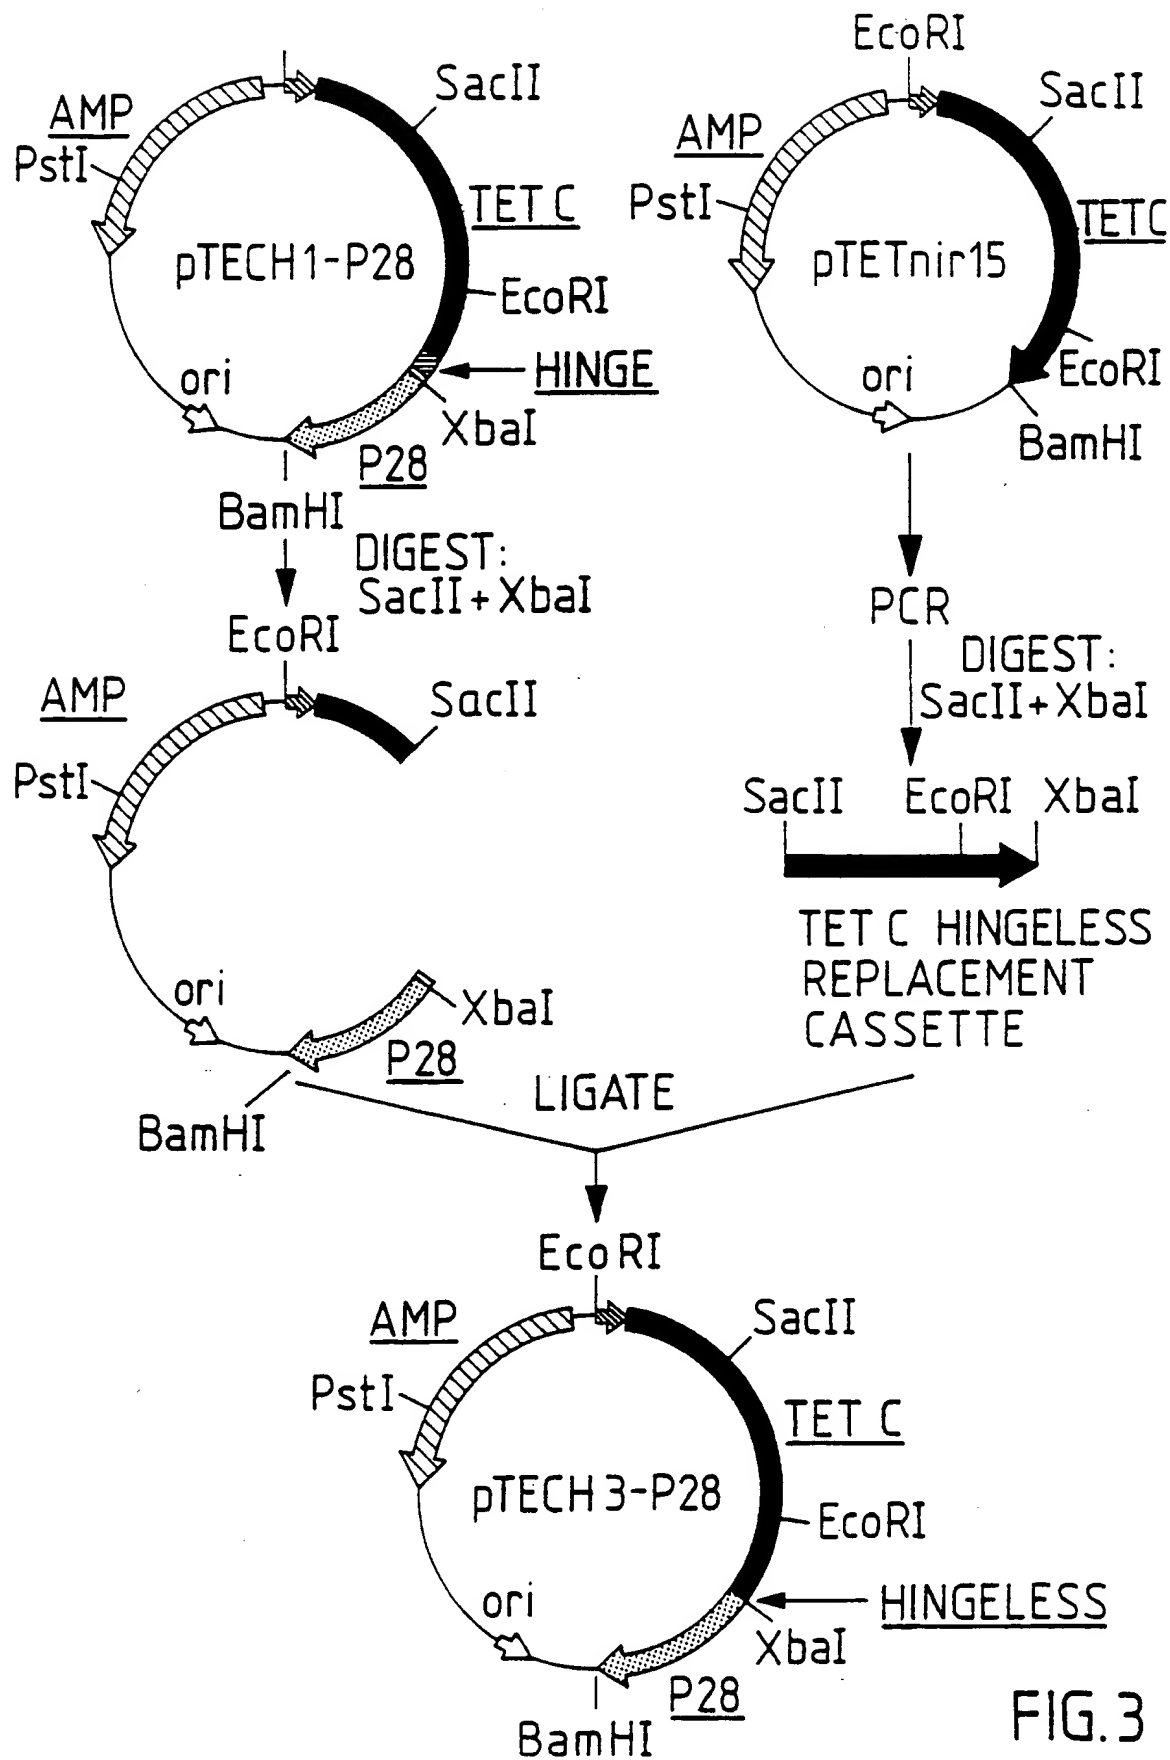 SacII
AMP
PstI
TET C
pTECH1-P28
EcoRI
HINGE
ori
XbaI
P28
BamHI
DIGEST:
SacII+XbaI
EcoRI
SacII
AMP
PstI
TETC
pTETnir15
ori
EcoRI
BamHI
PCR
DIGEST:
SacII+XbaI
EcoRI
AMP
SacII
PstI
ori
XbaI
P28
BamHI
SacII
EcoRI
XbaI
TET C HINGELESS
REPLACEMENT
CASSETTE
LIGATE
EcoRI
AMP
SacII
PstI
TET C
pTECH3-P28
EcoRI
ori
HINGELESS
XbaI
P28
BamHI
FIG.3